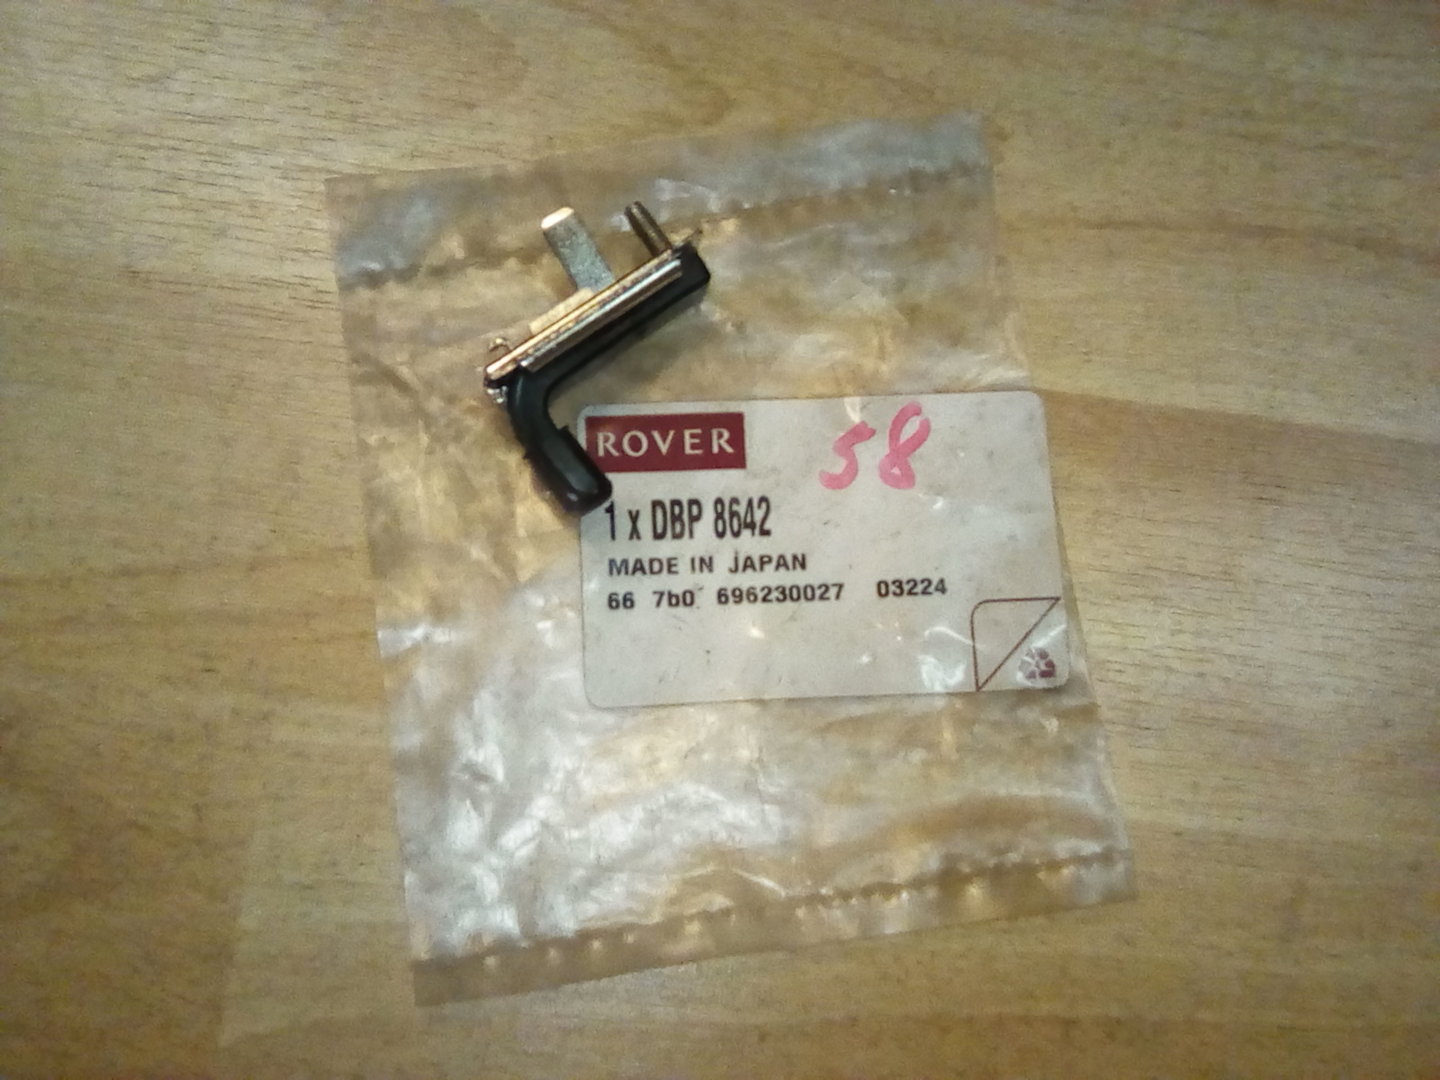 ROVER
58
1 x DBP 8642
MADE IN JAPAN
66 7b0 696230027 03224